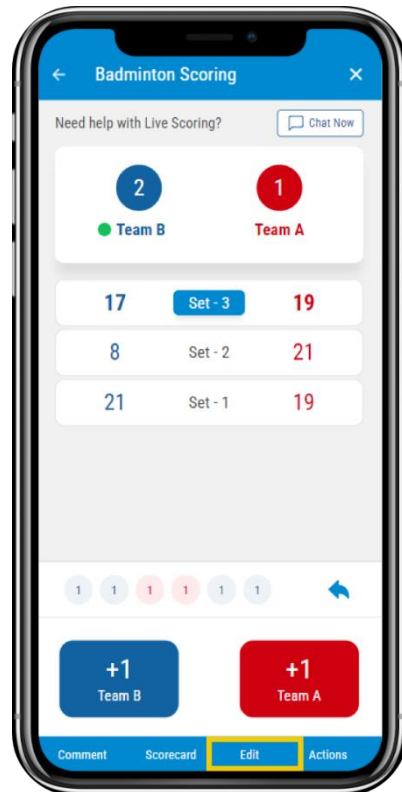 Badminton Scoring
Need help with Live Scoring?
Chat Now
2
1
Team B
Team A
17 Set - 3 19
8 Set - 2 21
21 Set - 1 19
1 1 1 1 1 1
+1
Team B
+1
Team A
Comment Scorecard Edit Actions